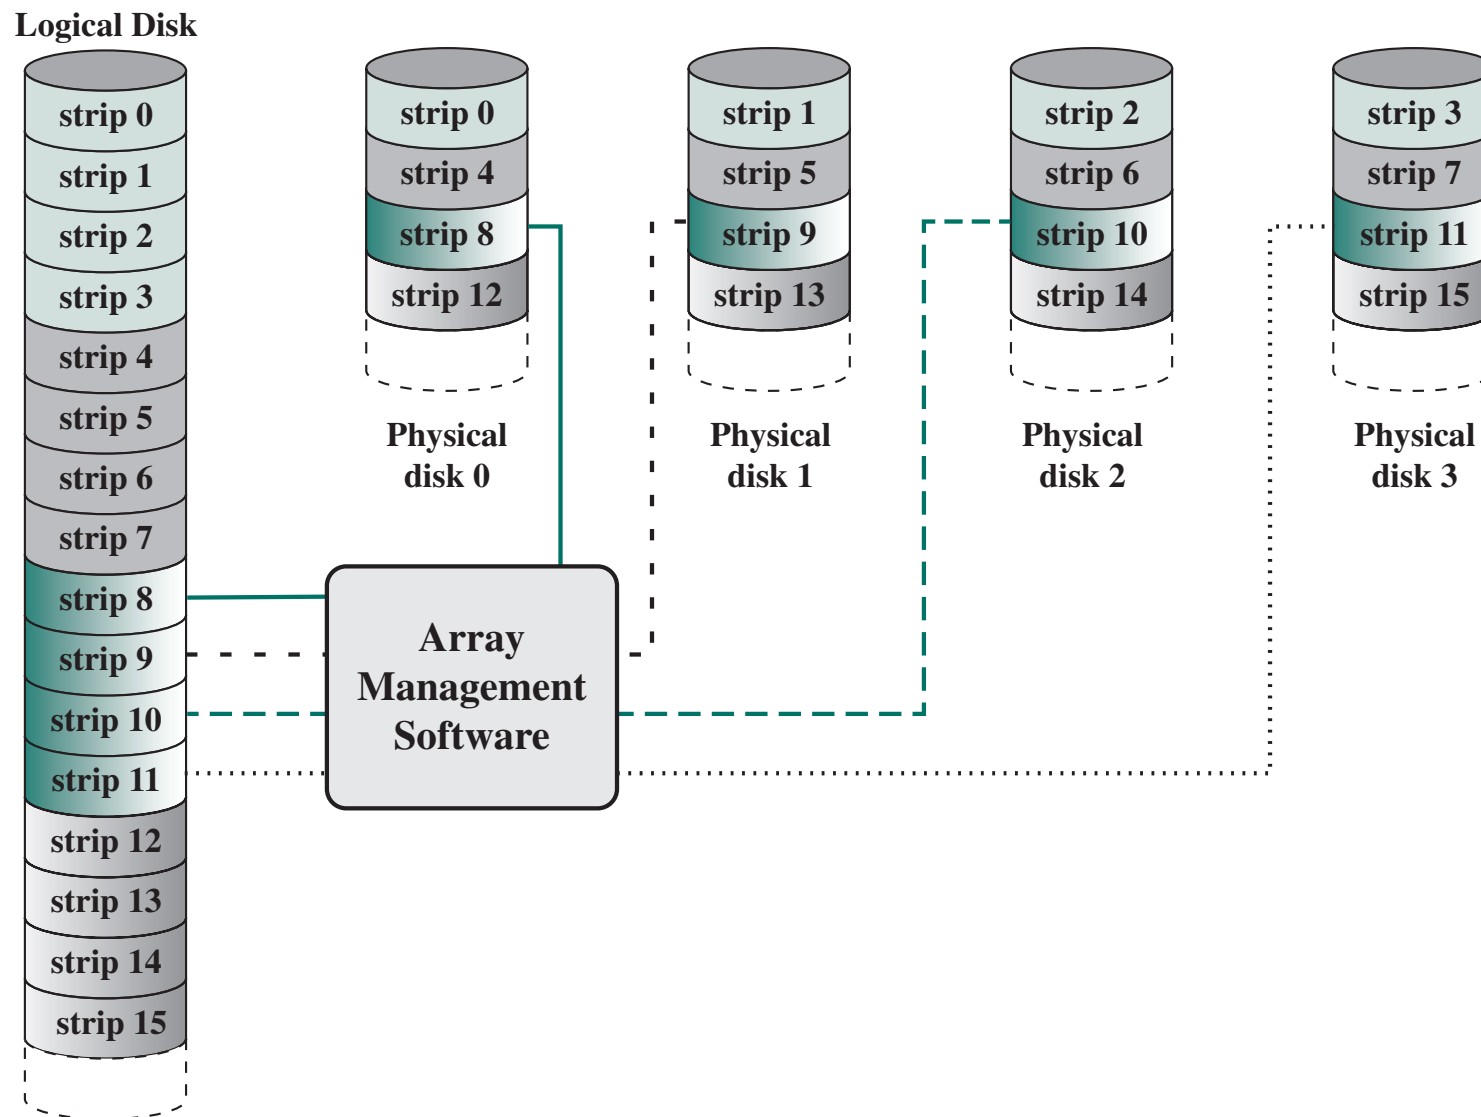 Logical Disk
strip 0
strip 1
strip 2
strip 3
strip 4
strip 5
strip 6
strip 7
strip 8
strip 9
strip 10
strip 11
strip 12
strip 13
strip 14
strip 15
strip 0
strip 4
strip 8
strip 12
Physical
disk 0
strip 1
strip 5
strip 9
strip 13
Physical
disk 1
strip 2
strip 6
strip 10
strip 14
Physical
disk 2
strip 3
strip 7
strip 11
strip 15
Physical
disk 3
Array
Management
Software